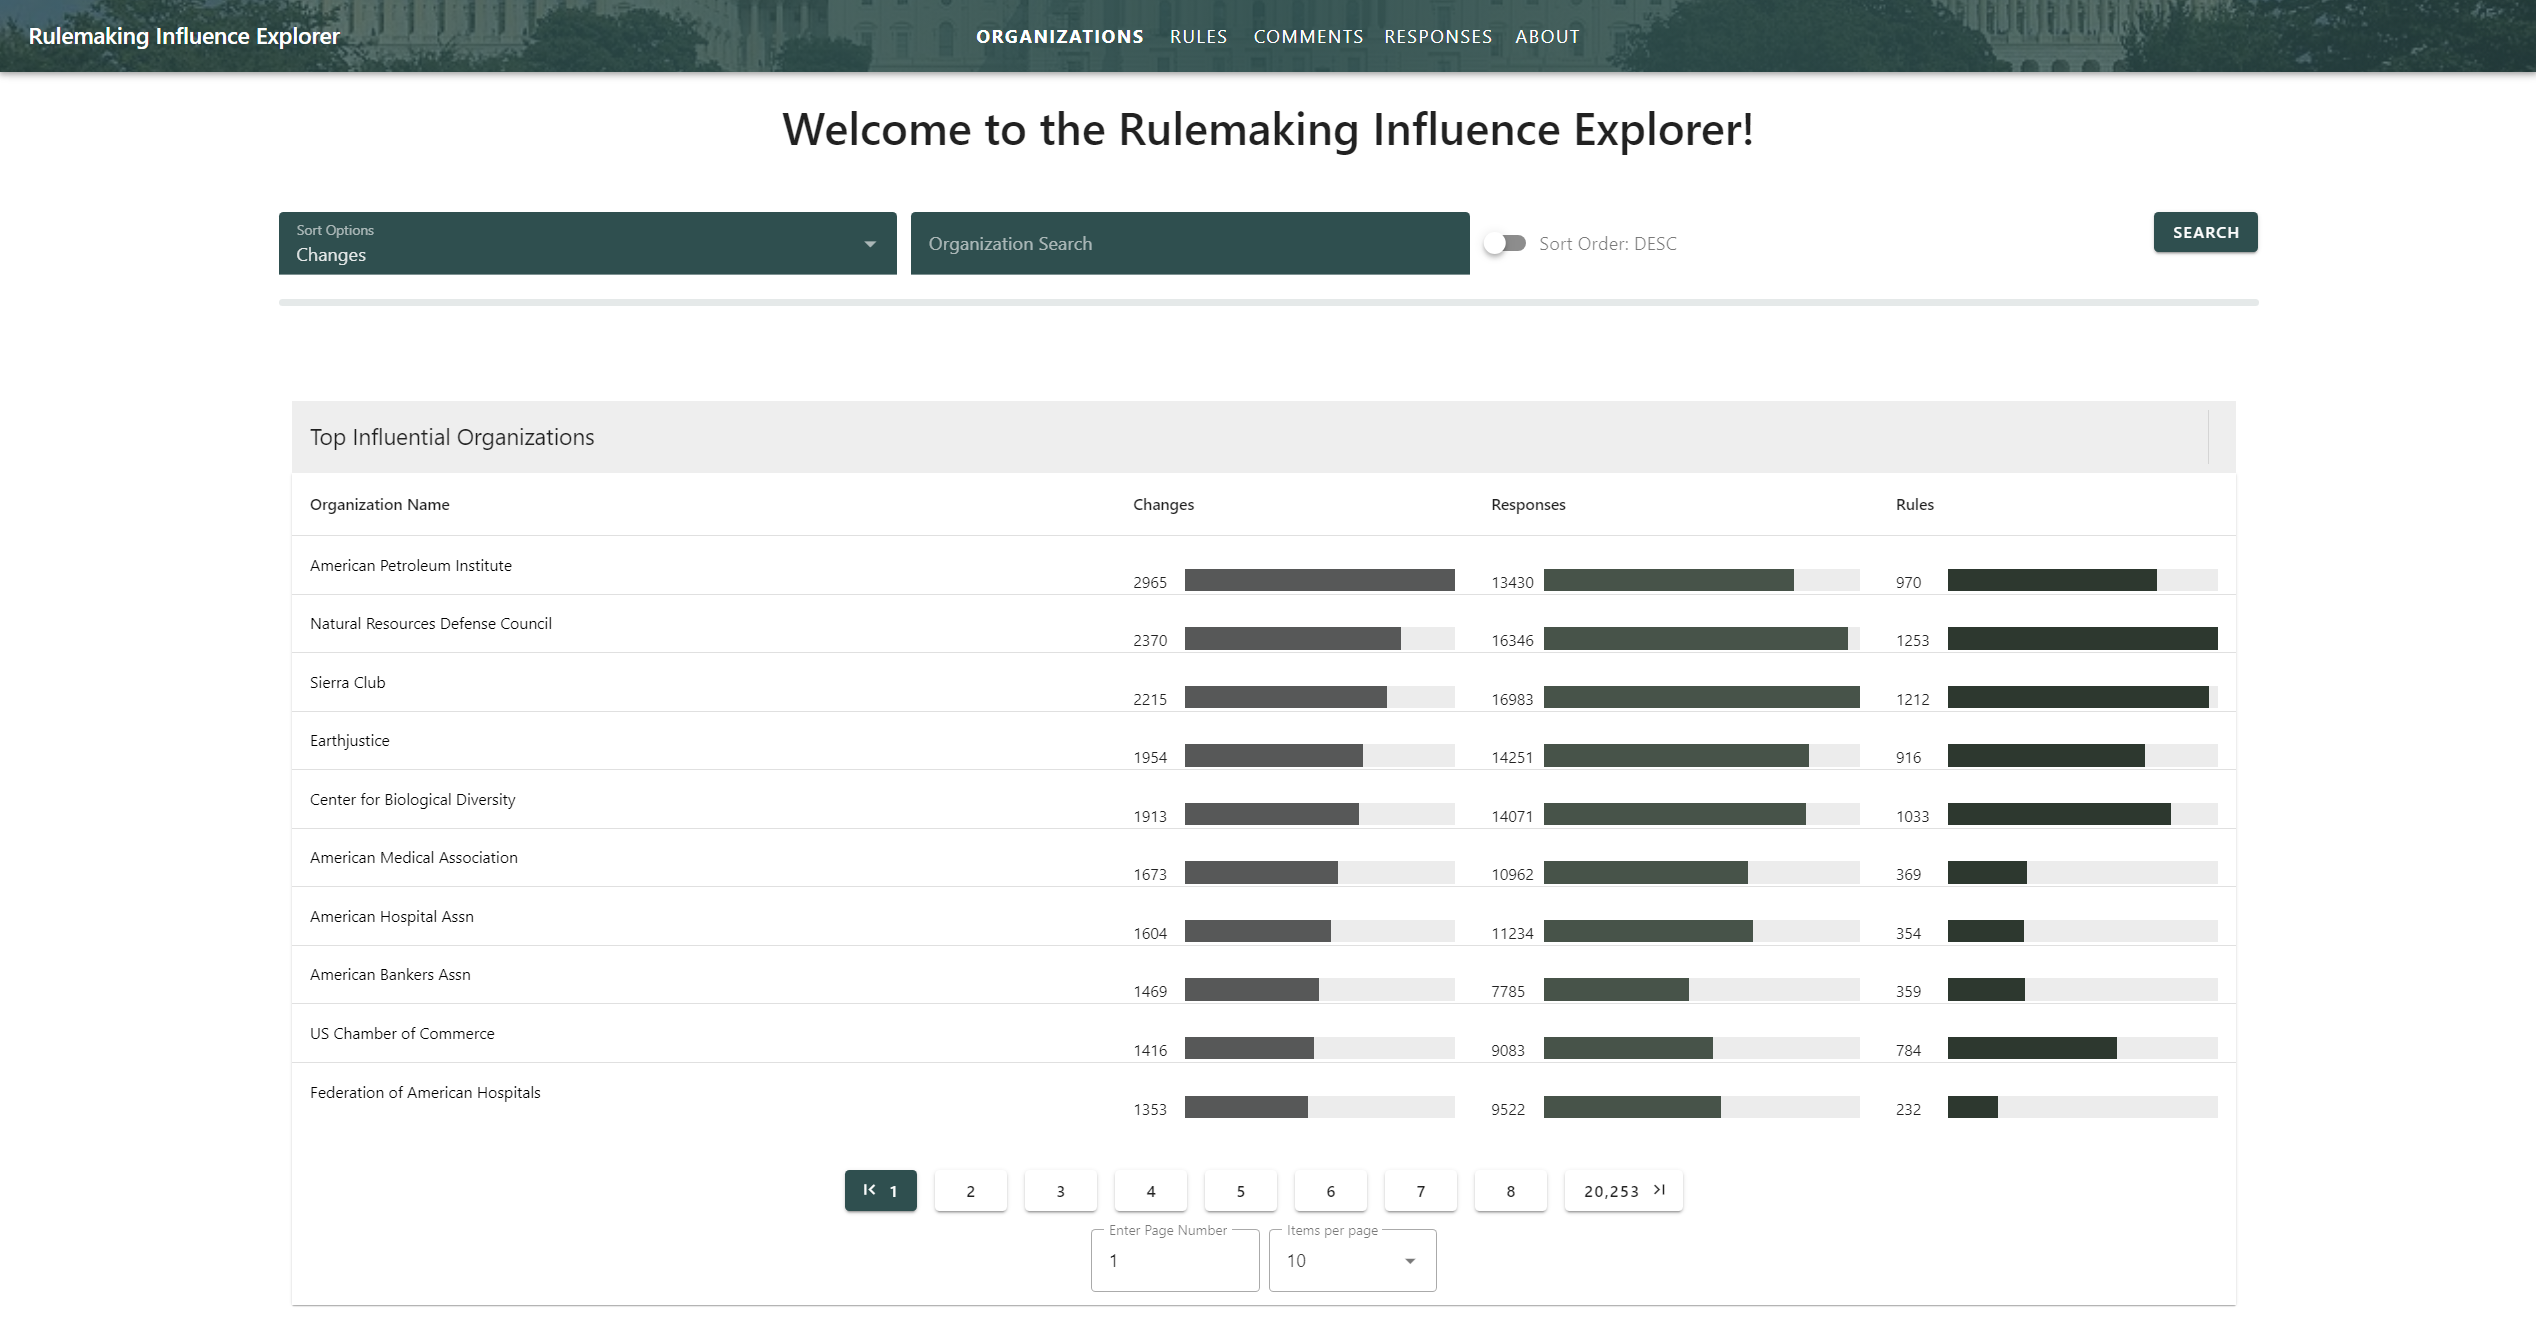 Rulemaking Influence Explorer ORGANIZATIONS RULES COMMENTS RESPONSES ABOUT
Welcome to the Rulemaking Influence Explorer!
Sort Options
Changes
Organization Search
Sort Order: DESC
SEARCH
Top Influential Organizations
Organization Name Changes Responses Rules
American Petroleum Institute 2965 13430 970
Natural Resources Defense Council 2370 16346 1253
Sierra Club 2215 16983 1212
Earthjustice 1954 14251 916
Center for Biological Diversity 1913 14071 1033
American Medical Association 1673 10962 369
American Hospital Assn 1604 11234 354
American Bankers Assn 1469 7785 359
US Chamber of Commerce 1416 9083 784
Federation of American Hospitals 1353 9522 232
1 2 3 4 5 6 7 8 20,253
Enter Page Number Items per page
1 10